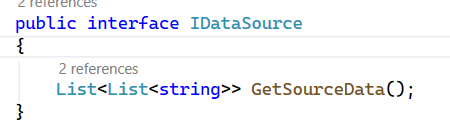 2 references
public interface IDataSource
{
2 references
List<List<string>> GetSourceData();
}